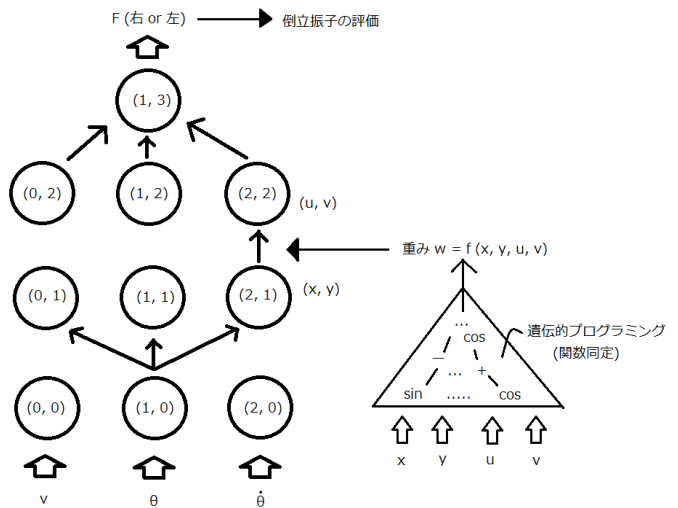 F (右 or 左)
倒立振子の評価
(1, 3)
(0, 2)
(1, 2)
(2, 2)
(u, v)
重み w = f (x, y, u, v)
(0, 1)
(1, 1)
(2, 1)
(x, y)
…
cos
遺伝的プログラミング
(関数同定)
―
…
+
sin
…..
cos
(0, 0)
(1, 0)
(2, 0)
x
y
u
v
v
θ
θ̇